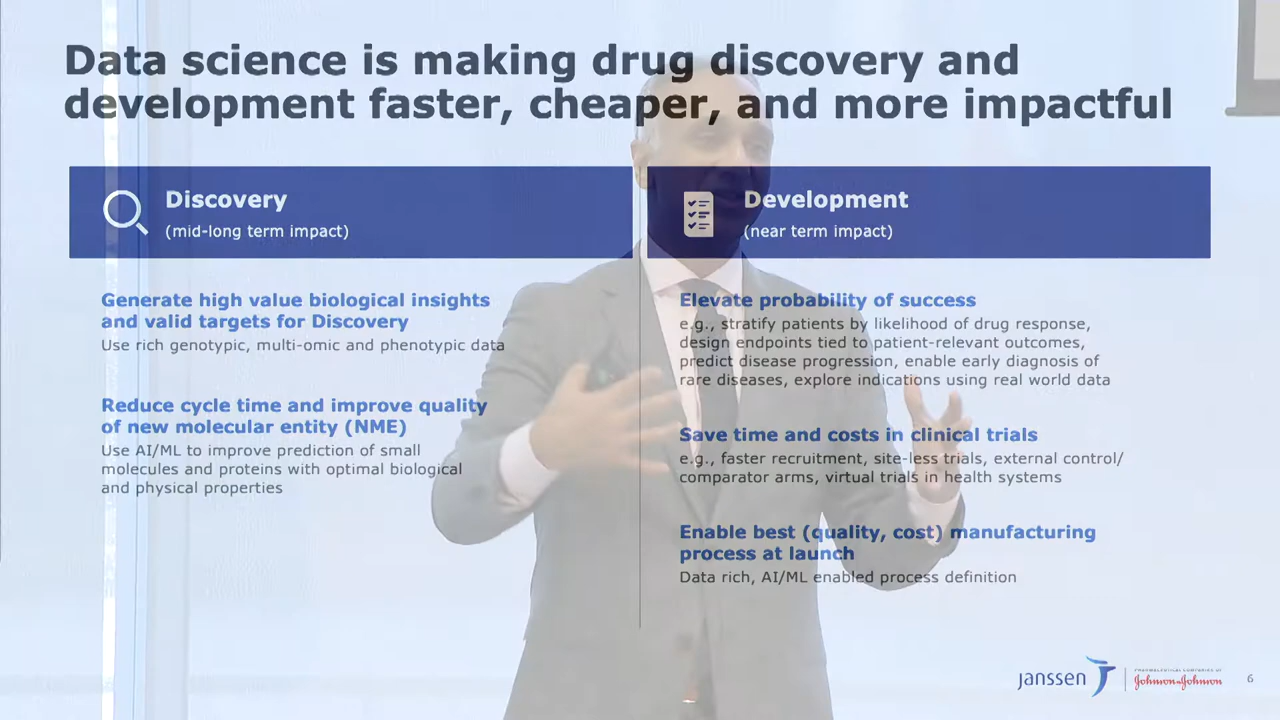 Data science is making drug discovery and
development faster, cheaper, and more impactful
Discovery
(mid-long term impact)
Generate high value biological insights
and valid targets for Discovery
Use rich genotypic, multi-omic and phenotypic data
Reduce cycle time and improve quality
of new molecular entity (NME)
Use AI/ML to improve prediction of small
molecules and proteins with optimal biological
and physical properties
Development
(near term impact)
Elevate probability of success
e.g., stratify patients by likelihood of drug response,
design endpoints tied to patient-relevant outcomes,
predict disease progression, enable early diagnosis of
rare diseases, explore indications using real world data
Save time and costs in clinical trials
e.g., faster recruitment, site-less trials, external control/
comparator arms, virtual trials in health systems
Enable best (quality, cost) manufacturing
process at launch
Data rich, AI/ML enabled process definition
janssen
PHARMACEUTICAL COMPANIES OF
Johnson & Johnson
6